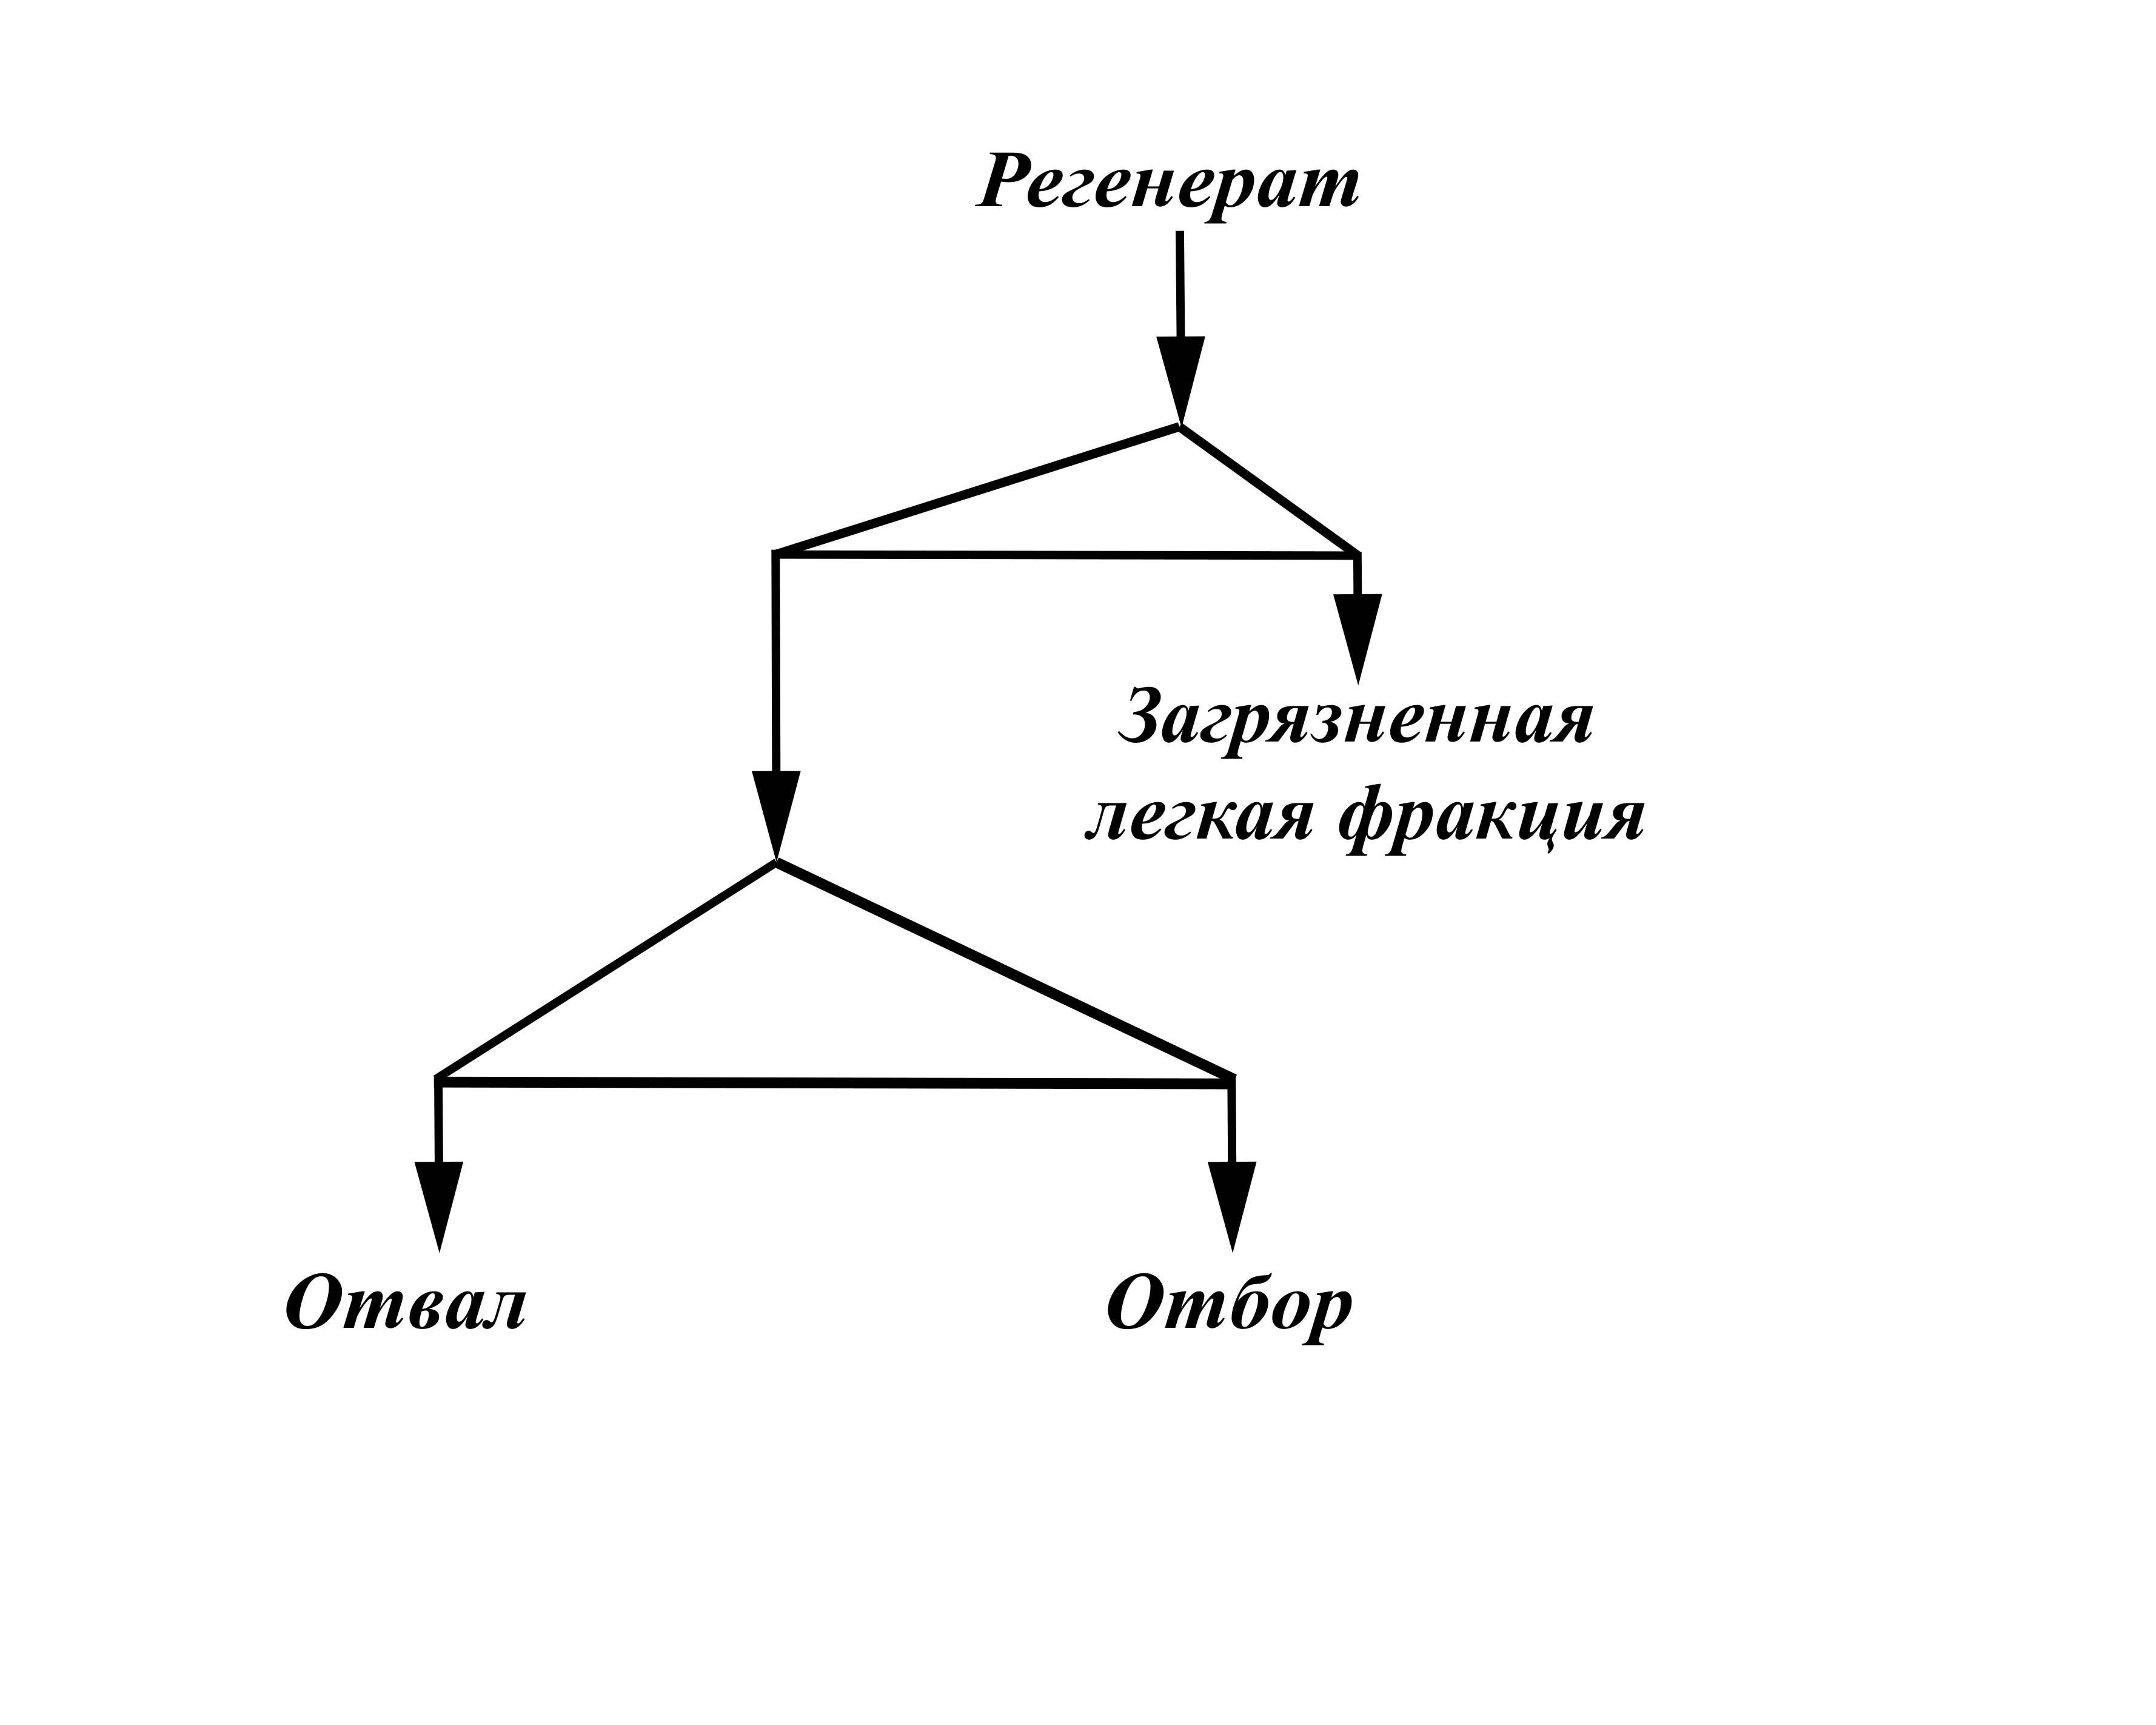 Регенерат
Загрязненная
легкая фракция
Отвал
Отбор